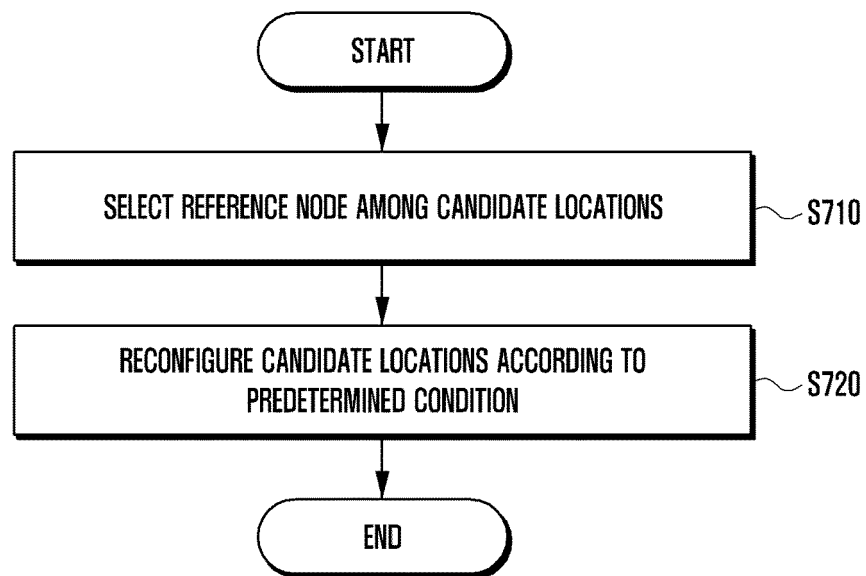 START
SELECT REFERENCE NODE AMONG CANDIDATE LOCATIONS
S710
RECONFIGURE CANDIDATE LOCATIONS ACCORDING TO
PREDETERMINED CONDITION
S720
END